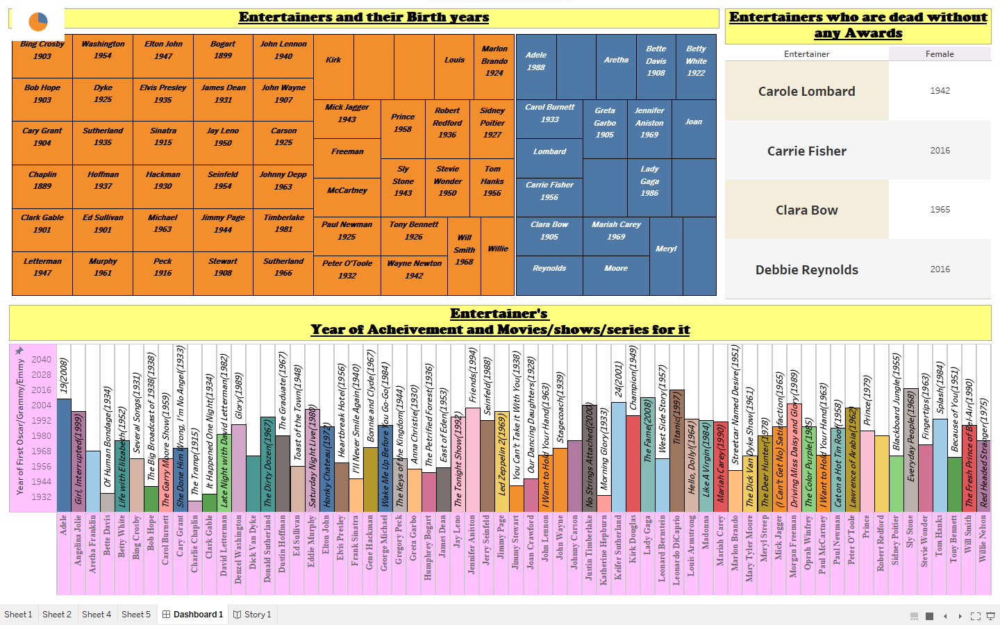 Entertainers and their Birth years
Bing Crosby
1903
Washington
1954
Elton John
1947
Bogart
1899
John Lennon
1940
Bob Hope
1903
Dyke
1925
Elvis Presley
1935
James Dean
1931
John Wayne
1907
Cary Grant
1904
Sutherland
1935
Sinatra
1915
Jay Leno
1950
Carson
1925
Chaplin
1889
Hoffman
1937
Hackman
1930
Seinfeld
1954
Johnny Depp
1963
Clark Gable
1901
Ed Sullivan
1901
Michael
1963
Jimmy Page
1944
Timberlake
1981
Letterman
1947
Murphy
1961
Peck
1916
Stewart
1908
Sutherland
1966
Kirk
Louis
Marlon
Brando
1924
Mick Jagger
1943
Freeman
McCartney
Prince
1958
Robert
Redford
1936
Sidney
Poitier
1927
Sly
Stone
1943
Stevie
Wonder
1950
Tom
Hanks
1956
Paul Newman
1925
Tony Bennett
1926
Peter O'Toole
1932
Wayne Newton
1942
Will
Smith
1968
Willie
Adele
1988
Aretha
Bette
Davis
1908
Betty
White
1922
Carol Burnett
1933
Lombard
Carrie Fisher
1956
Greta
Garbo
1905
Jennifer
Aniston
1969
Joan
Lady
Gaga
1986
Clara Bow
1905
Mariah Carey
1969
Reynolds
Moore
Meryl
Entertainers who are dead without
any Awards
Entertainer Female
Carole Lombard 1942
Carrie Fisher 2016
Clara Bow 1965
Debbie Reynolds 2016
Entertainer's
Year of Acheivement and Movies/shows/series for it
Year of First Oscar/Grammy/Emmy
2040
2028
2016
2004
1992
1980
1968
1956
1944
1932
19(2008)
Girl, Interrupted(1999)
Of Human Bondage(1934)
Life with Elizabeth(1952)
Several Songs(1931)
The Big Broadcast of 1938(1938)
The Garry Moore Show(1959)
She Done Him Wrong, I'm No Angel(1933)
The Tramp(1915)
It Happened One Night(1934)
Late Night with David Letterman(1982)
Glory(1989)
The Dirty Dozen(1967)
The Graduate(1967)
Toast of the Town(1948)
Saturday Night Live(1980)
Honky Chateau(1972)
Heartbreak Hotel(1956)
I'll Never Smile Again(1940)
Bonnie and Clyde(1967)
Wake Me Up Before You Go-Go(1984)
The Keys of the Kingdom(1944)
Anna Christie(1930)
The Petrified Forest(1936)
East of Eden(1953)
The Tonight Show(1992)
Friends(1994)
Seinfeld(1988)
Led Zeppelin 2(1969)
You Can't Take It With You(1938)
Our Dancing Daughters(1928)
I Want to Hold Your Hand(1963)
Stagecoach(1939)
No Strings Attached(2000)
Morning Glory(1933)
24(2001)
Champion(1949)
The Fame(2008)
West Side Story(1957)
Titanic(1997)
Hello, Dolly!(1964)
Like A Virgin(1984)
Mariah Carey(1990)
Streetcar Named Desire(1951)
The Dick Van Dyke Show(1961)
The Deer Hunter(1978)
(I Can't Get No) Satisfaction(1965)
Driving Miss Daisy and Glory(1989)
The Color Purple(1985)
I Want to Hold Your Hand(1963)
Cat on a Hot Tin Roof(1958)
Lawrence of Arabia(1962)
Prince(1979)
Blackboard Jungle(1955)
Everyday People(1968)
Fingertips(1963)
Splash(1984)
Because of You(1951)
The Fresh Prince of Bel-Air(1990)
Red Headed Stranger(1975)
Adele
Angelina Jolie
Aretha Franklin
Bette Davis
Betty White
Bing Crosby
Bob Hope
Carol Burnett
Cary Grant
Charlie Chaplin
Clark Gable
David Letterman
Denzel Washington
Dick Van Dyke
Donald Sutherland
Dustin Hoffman
Ed Sullivan
Eddie Murphy
Elton John
Elvis Presley
Frank Sinatra
Gene Hackman
George Michael
Gregory Peck
Greta Garbo
Humphrey Bogart
James Dean
Jay Leno
Jennifer Aniston
Jerry Seinfeld
Jimmy Page
Jimmy Stewart
Joan Crawford
John Lennon
John Wayne
Johnny Carson
Justin Timberlake
Katherine Hepburn
Keifer Sutherland
Kirk Douglas
Lady Gaga
Leonard Bernstein
Leonardo DiCaprio
Louis Armstrong
Madonna
Mariah Carey
Marlon Brando
Mary Tyler Moore
Meryl Streep
Mick Jagger
Morgan Freeman
Oprah Winfrey
Paul McCartney
Paul Newman
Peter O'Toole
Prince
Robert Redford
Sidney Poitier
Sly Stone
Stevie Wonder
Tom Hanks
Tony Bennett
Will Smith
Willie Nelson
Sheet 1 Sheet 2 Sheet 4 Sheet 5 Dashboard 1 Story 1